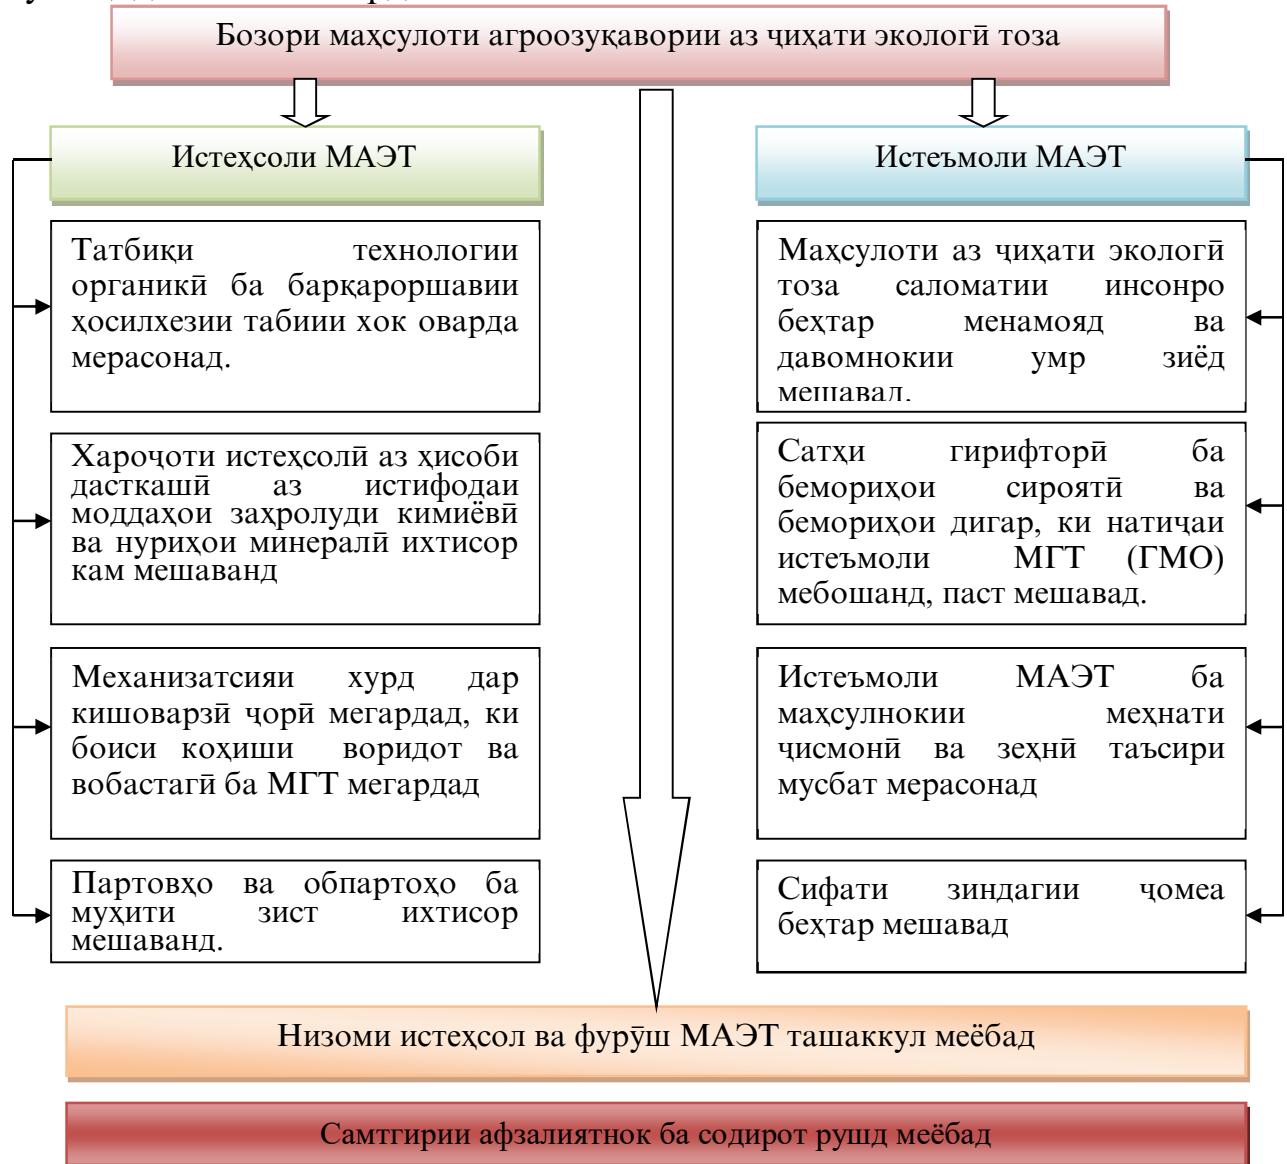 Бозори маҳсулоти агроозуқавории аз ҷиҳати экологӣ тоза
Истеҳсоли МАЭТ
Татбиқи технологии
органикӣ ба барқароршавии
ҳосилхезии табиии хок оварда
мерасонад.
Хароҷоти истеҳсолӣ аз ҳисоби
дасткашӣ аз истифодаи
моддаҳои заҳролуди кимиёвӣ
ва нуриҳои минералӣ ихтисор
кам мешаванд
Механизатсияи хурд дар
кишоварзӣ ҷорӣ мегардад, ки
боиси коҳиши воридот ва
вобастагӣ ба МГТ мегардад
Партовҳо ва обпартоҳо ба
муҳити зист ихтисор
мешаванд.
Истеъмоли МАЭТ
Маҳсулоти аз ҷиҳати экологӣ
тоза саломатии инсонро
беҳтар менамояд ва
давомнокии умр зиёд
мешавад.
Сатҳи гирифторӣ ба
бемориҳои сироятӣ ва
бемориҳои дигар, ки натиҷаи
истеъмоли МГТ (ГМО)
мебошанд, паст мешавад.
Истеъмоли МАЭТ ба
маҳсулнокии меҳнати
ҷисмонӣ ва зеҳнӣ таъсири
мусбат мерасонад
Сифати зиндагии ҷомеа
беҳтар мешавад
Низоми истеҳсол ва фурӯш МАЭТ ташаккул меёбад
Самтгирии афзалиятнок ба содирот рушд меёбад